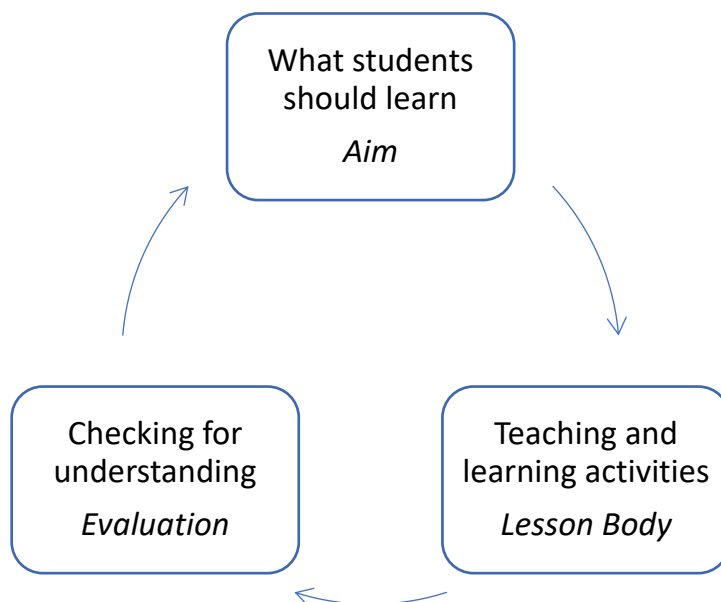 What students
should learn
Aim
Teaching and
learning activities
Lesson Body
Checking for
understanding
Evaluation